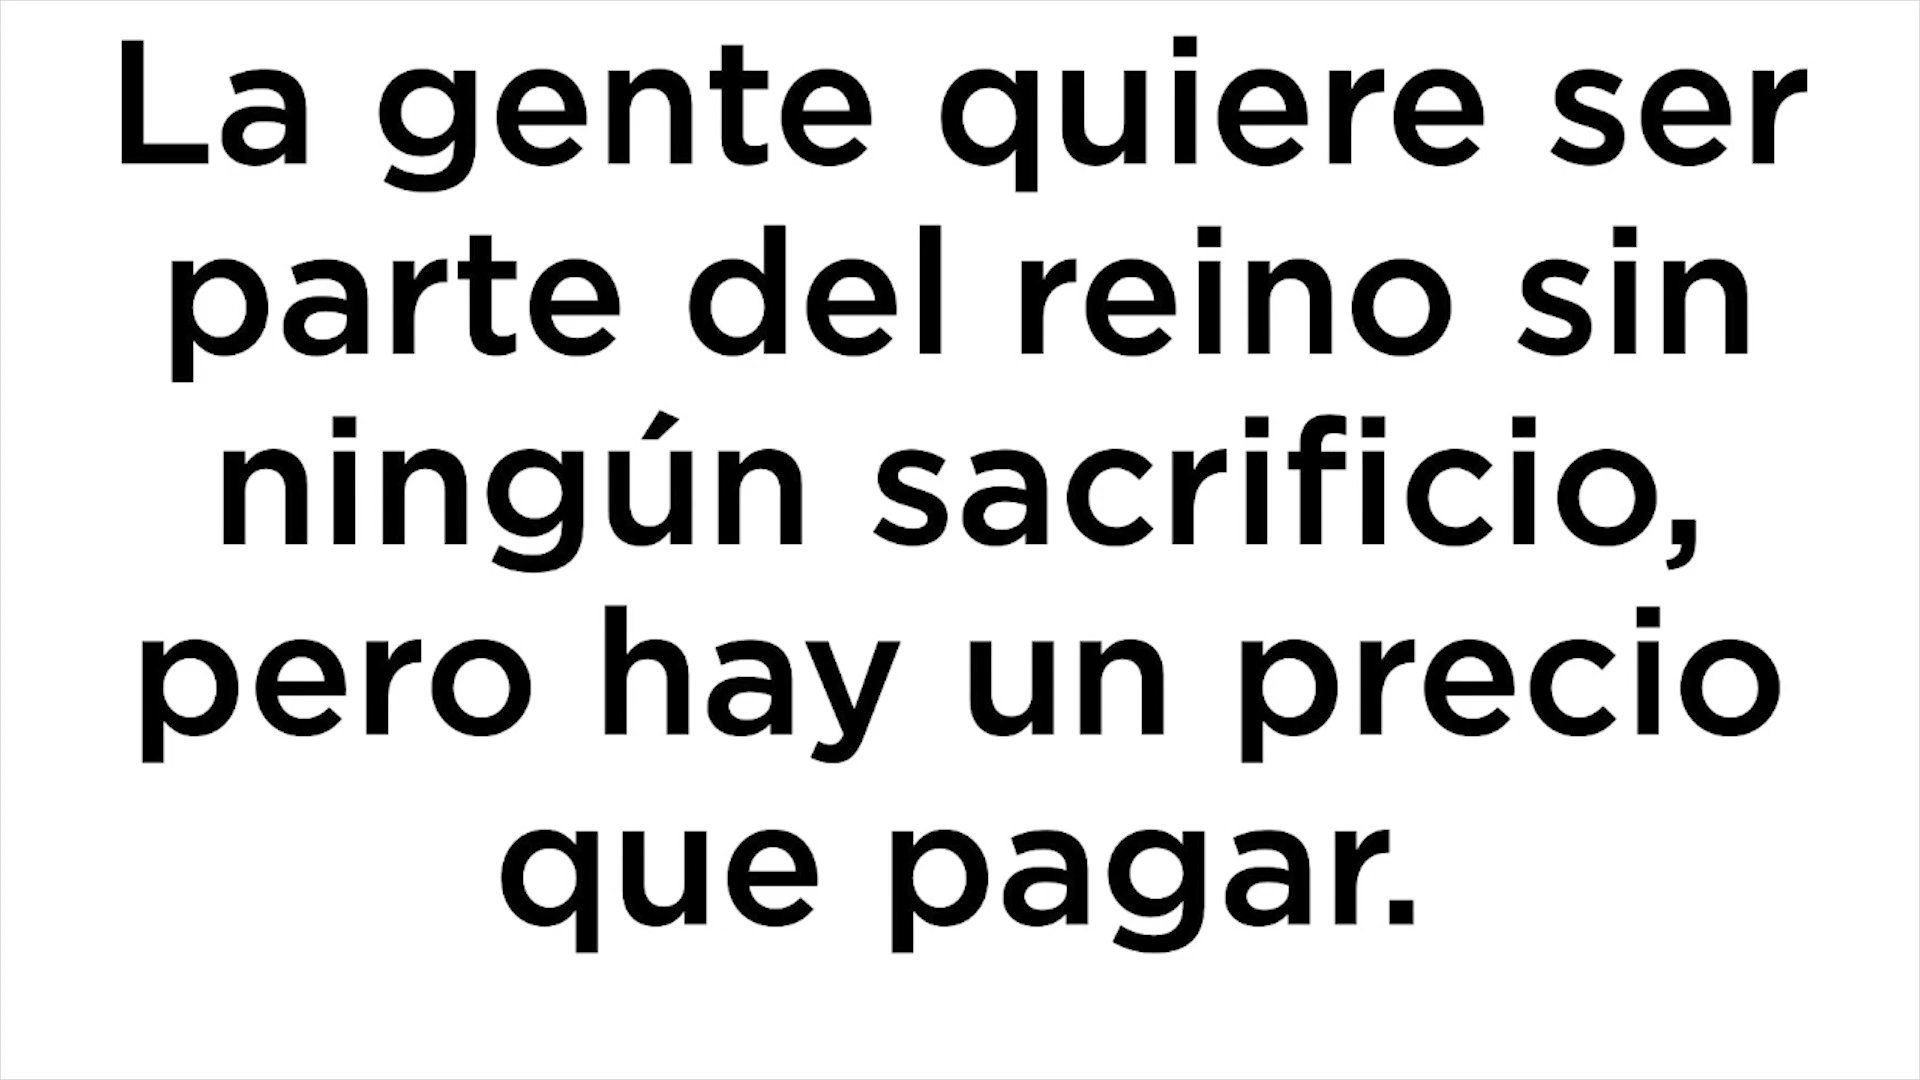 La gente quiere ser
parte del reino sin
ningún sacrificio,
pero hay un precio
que pagar.